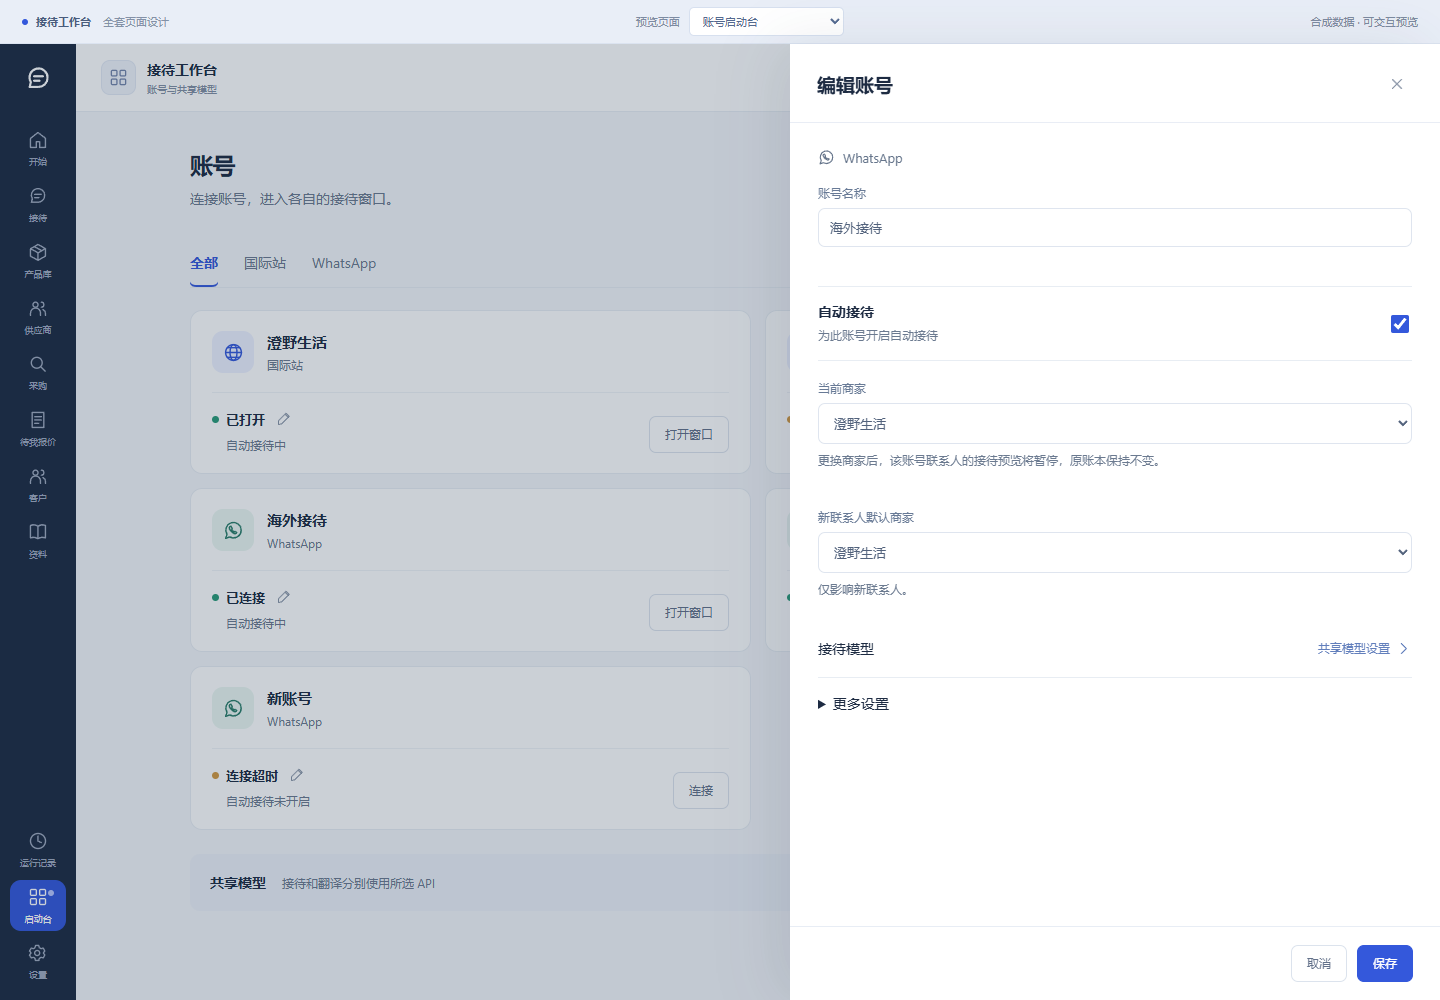 接待工作台 全套页面设计
预览页面 账号启动台
合成数据 · 可交互预览
开始
接待
产品库
供应商
采购
待我报价
客户
资料
运行记录
启动台
设置
接待工作台
账号与共享模型
账号
连接账号，进入各自的接待窗口。
全部 国际站 WhatsApp
澄野生活
国际站
已打开
自动接待中
打开窗口
海外接待
WhatsApp
已连接
自动接待中
打开窗口
新账号
WhatsApp
连接超时
自动接待未开启
连接
共享模型 接待和翻译分别使用所选 API
编辑账号
WhatsApp
账号名称
海外接待
自动接待
为此账号开启自动接待
当前商家
澄野生活
更换商家后，该账号联系人的接待预览将暂停，原账本保持不变。
新联系人默认商家
澄野生活
仅影响新联系人。
接待模型 共享模型设置
更多设置
取消 保存